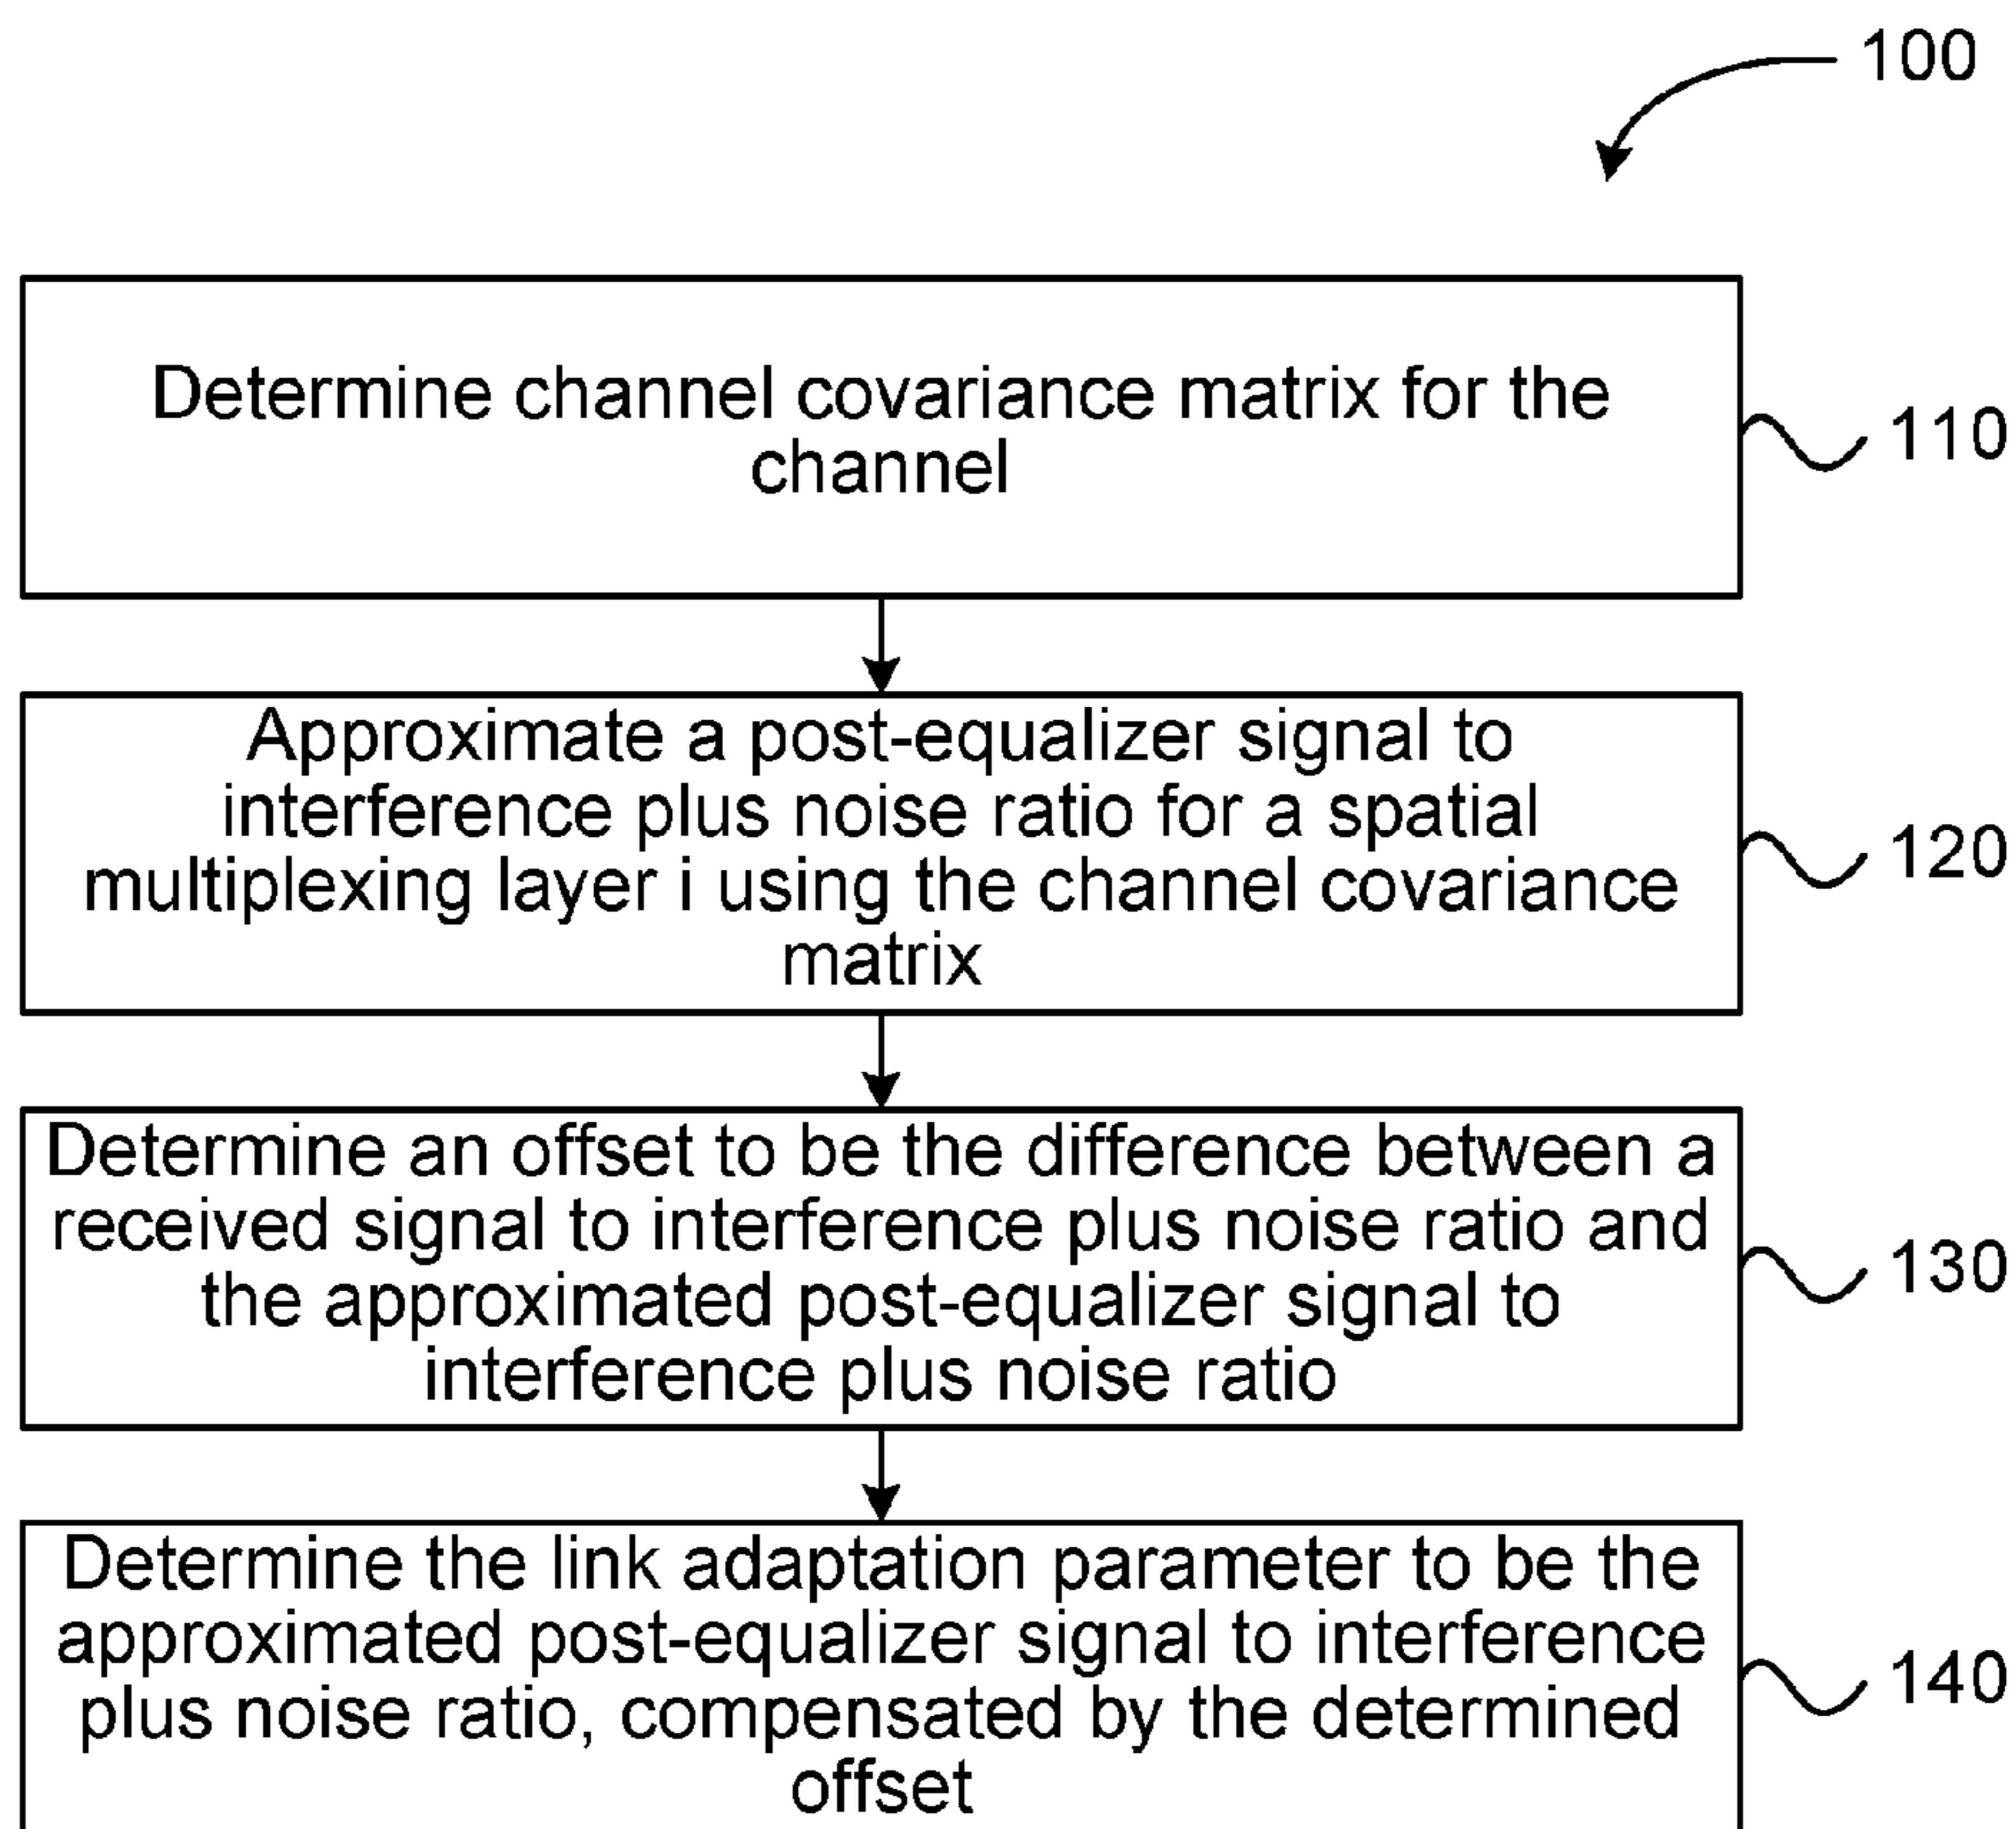 100
Determine channel covariance matrix for the
channel
110
Approximate a post-equalizer signal to
interference plus noise ratio for a spatial
multiplexing layer i using the channel covariance
matrix
120
Determine an offset to be the difference between a
received signal to interference plus noise ratio and
the approximated post-equalizer signal to
interference plus noise ratio
130
Determine the link adaptation parameter to be the
approximated post-equalizer signal to interference
plus noise ratio, compensated by the determined
offset
140